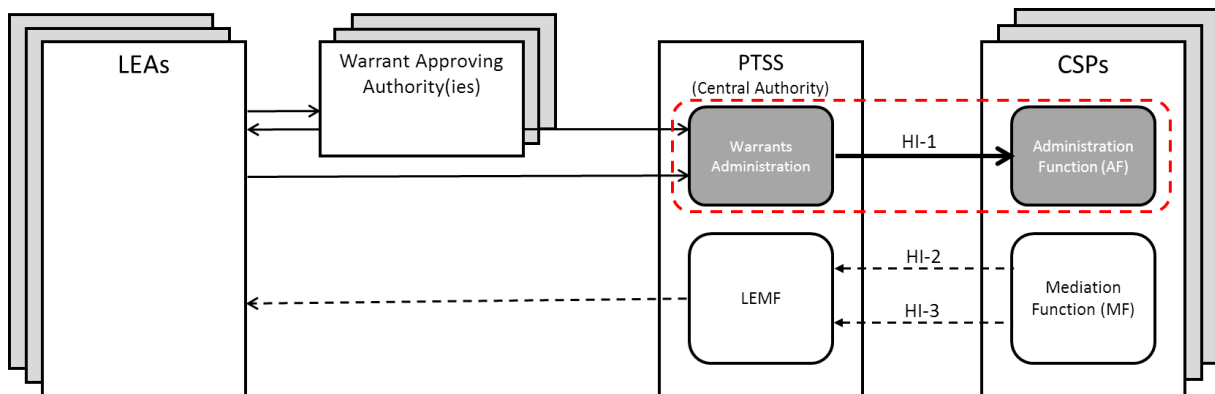 LEAs
Warrant Approving
Authority(ies)
PTSS
(Central Authority)
CSPs
Warrants
Administration
HI-1
Administration
Function (AF)
LEMF
HI-2
HI-3
Mediation
Function (MF)